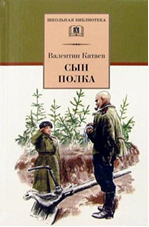 ШКОЛЬНАЯ БИБЛИОТЕКА
Валентин Катаев
СЫН
ПОЛКА